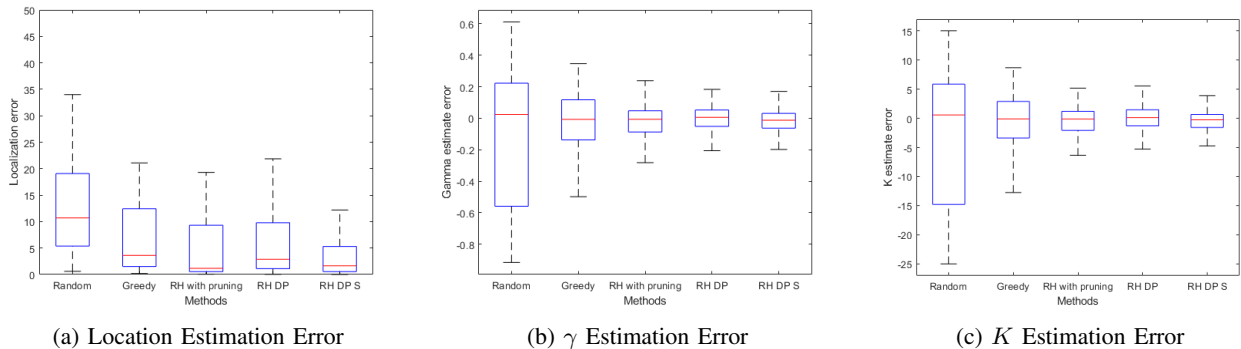 50
45
40
35
30
25
20
15
10
5
0
Localization error
Random Greedy RH with pruning RH DP RH DP S
Methods
(a) Location Estimation Error
0.6
0.4
0.2
0
-0.2
-0.4
-0.6
-0.8
Gamma estimate error
Random Greedy RH with pruning RH DP RH DP S
Methods
(b) γ Estimation Error
15
10
5
0
-5
-10
-15
-20
-25
K estimate error
Random Greedy RH with pruning RH DP RH DP S
Methods
(c) K Estimation Error